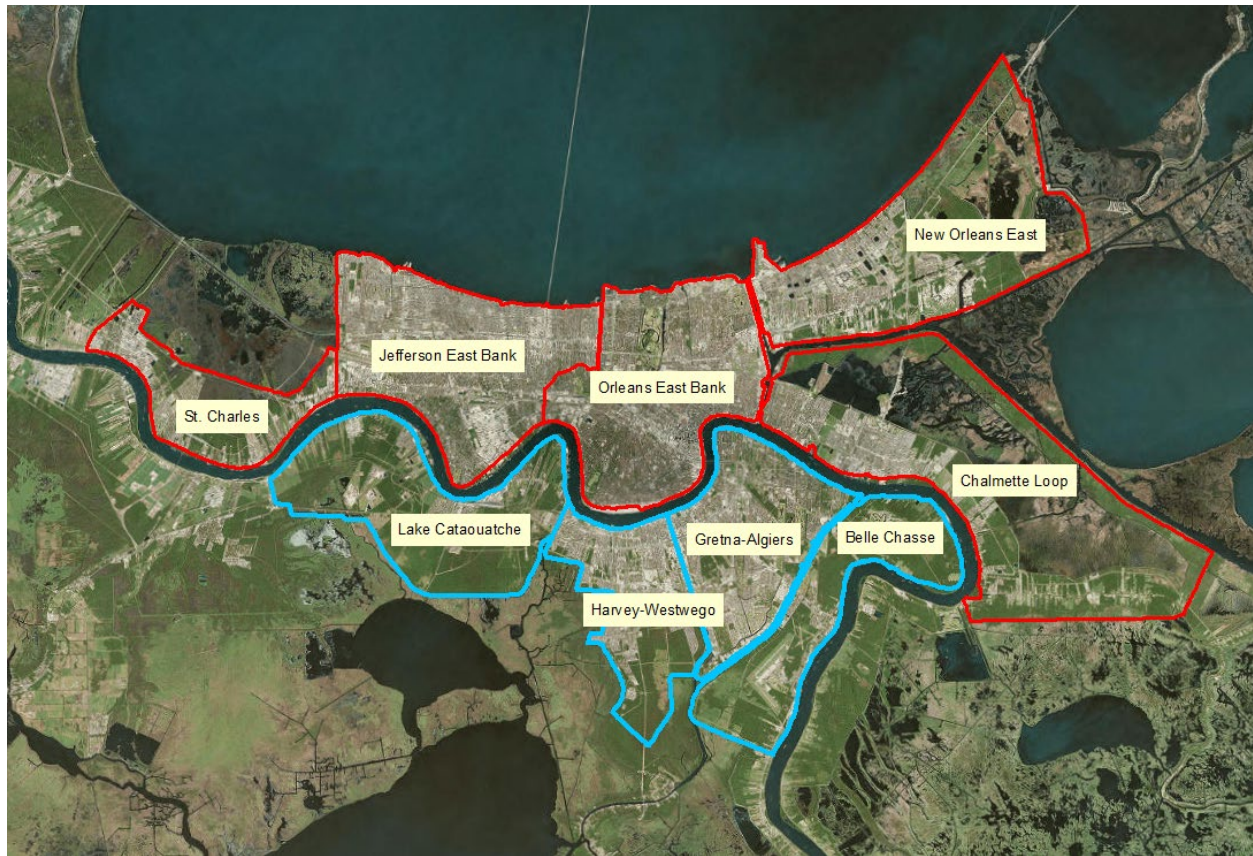 New Orleans East
Jefferson East Bank
Orleans East Bank
St. Charles
Chalmette Loop
Lake Cataouatche
Gretna-Algiers
Belle Chasse
Harvey-Westwego